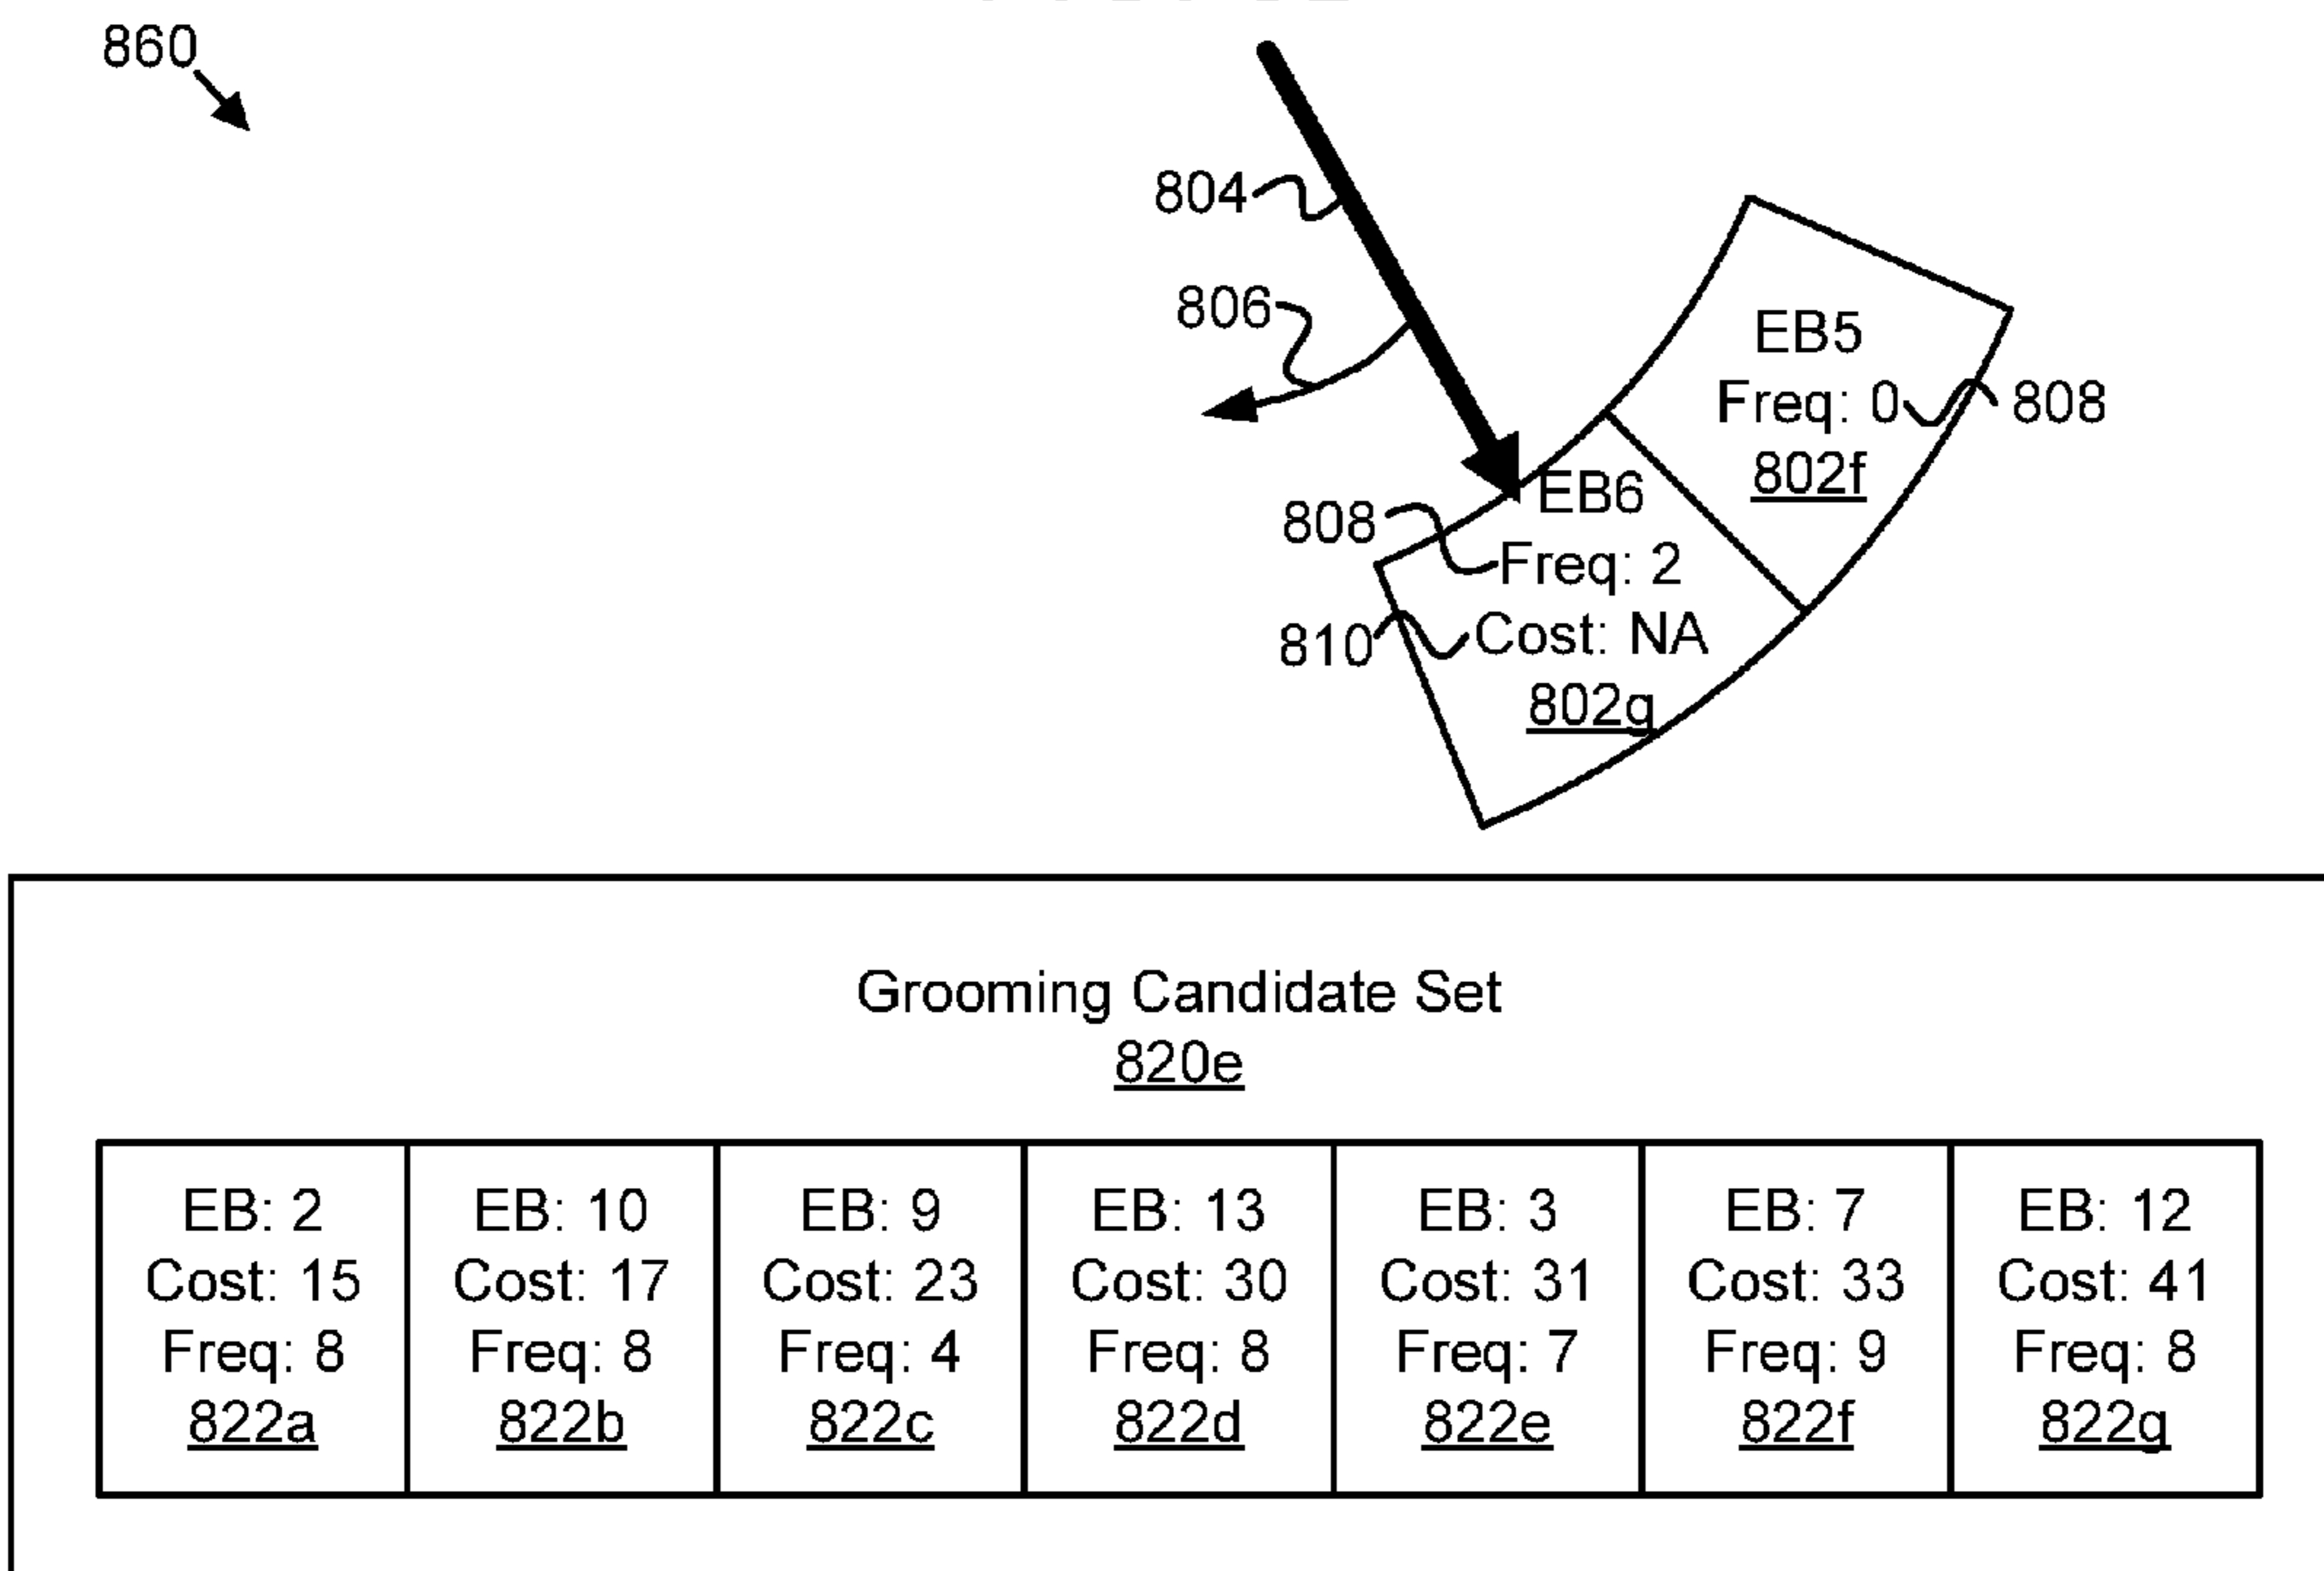 860
804
806
EB5
Freq: 0
808
802f
EB6
808
Freq: 2
810
Cost: NA
802g
Grooming Candidate Set
820e
EB: 2 EB: 10 EB: 9 EB: 13 EB: 3 EB: 7 EB: 12
Cost: 15 Cost: 17 Cost: 23 Cost: 30 Cost: 31 Cost: 33 Cost: 41
Freq: 8 Freq: 8 Freq: 4 Freq: 8 Freq: 7 Freq: 9 Freq: 8
822a 822b 822c 822d 822e 822f 822g